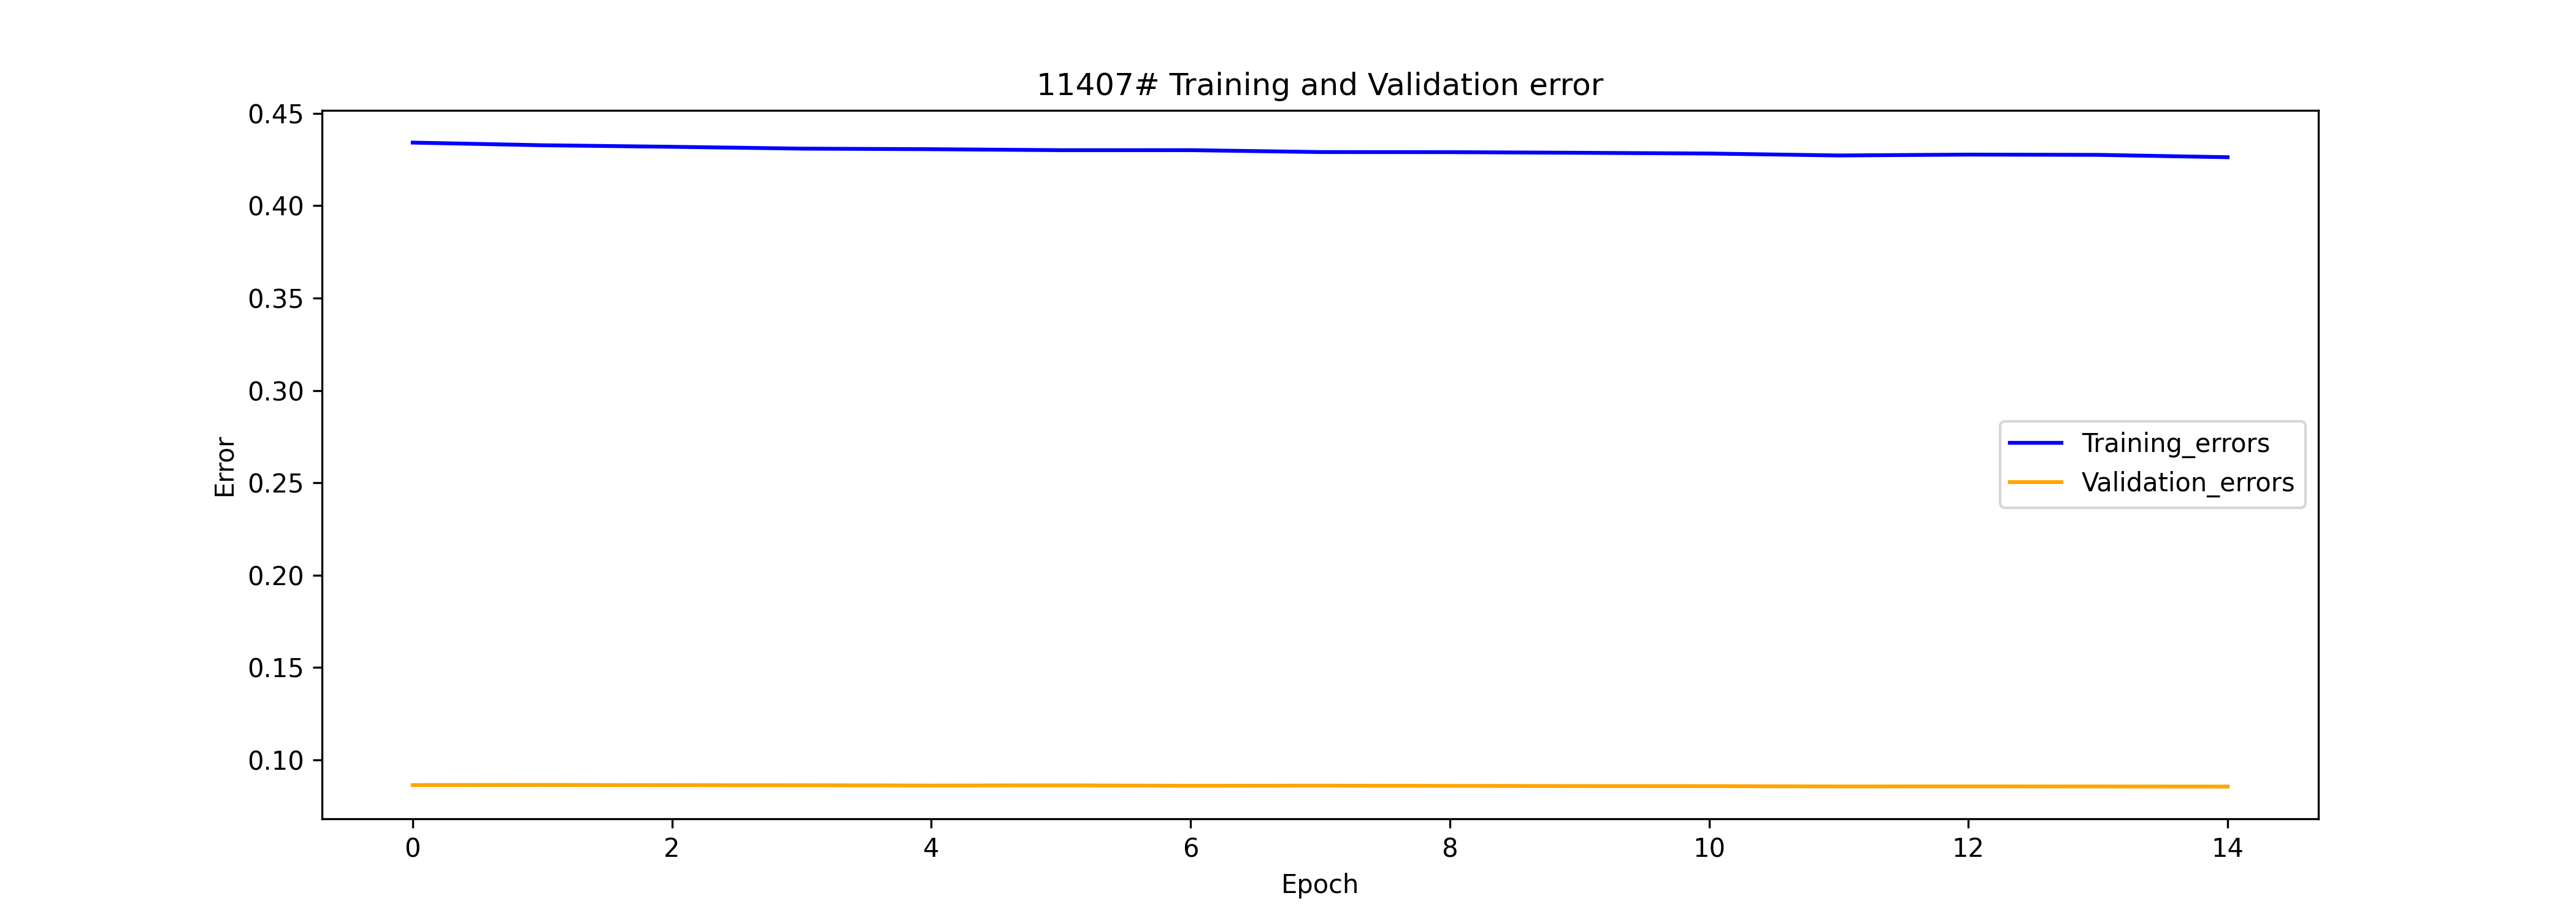 11407# Training and Validation error
0.45
0.40
0.35
0.30
0.25
0.20
0.15
0.10
Error
Training_errors
Validation_errors
0 2 4 6 8 10 12 14
Epoch